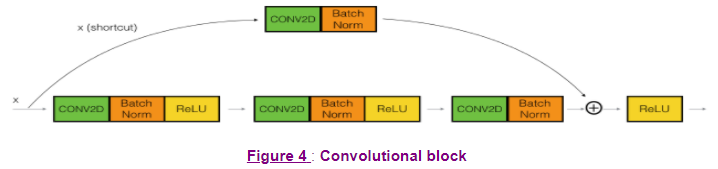 CONV2D Batch Norm
x (shortcut)
x
CONV2D Batch Norm ReLU
CONV2D Batch Norm ReLU
CONV2D Batch Norm
ReLU
Figure 4 : Convolutional block